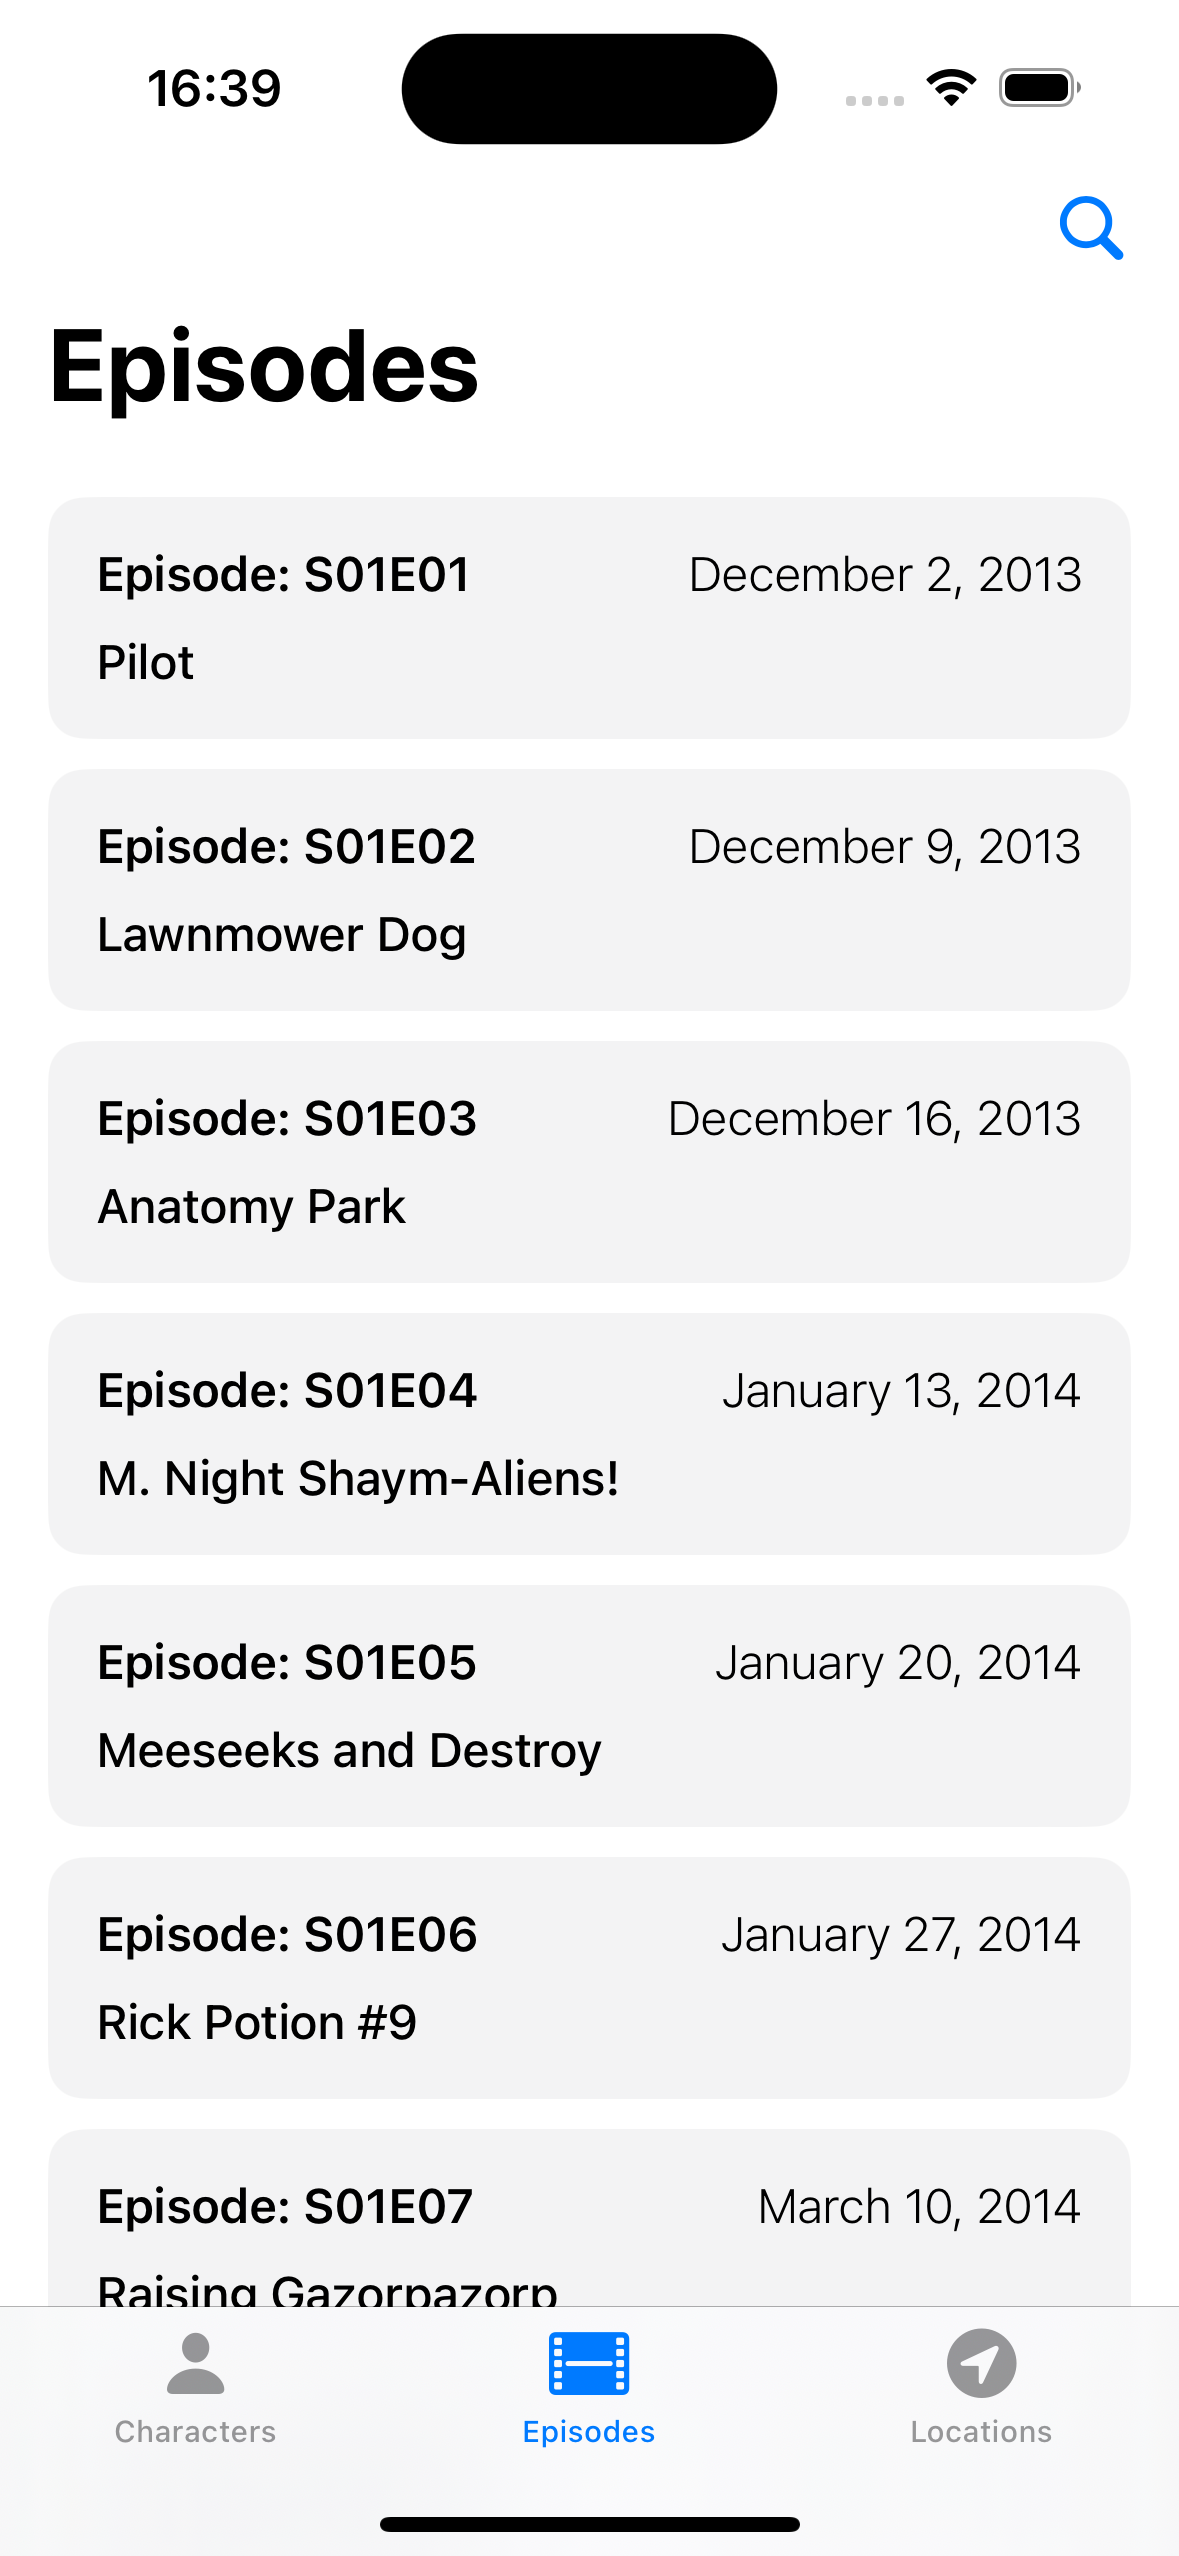 16:39
Episodes
Episode: S01E01 December 2, 2013
Pilot
Episode: S01E02 December 9, 2013
Lawnmower Dog
Episode: S01E03 December 16, 2013
Anatomy Park
Episode: S01E04 January 13, 2014
M. Night Shaym-Aliens!
Episode: S01E05 January 20, 2014
Meeseeks and Destroy
Episode: S01E06 January 27, 2014
Rick Potion #9
Episode: S01E07 March 10, 2014
Raising Gazorpazorp
Characters Episodes Locations